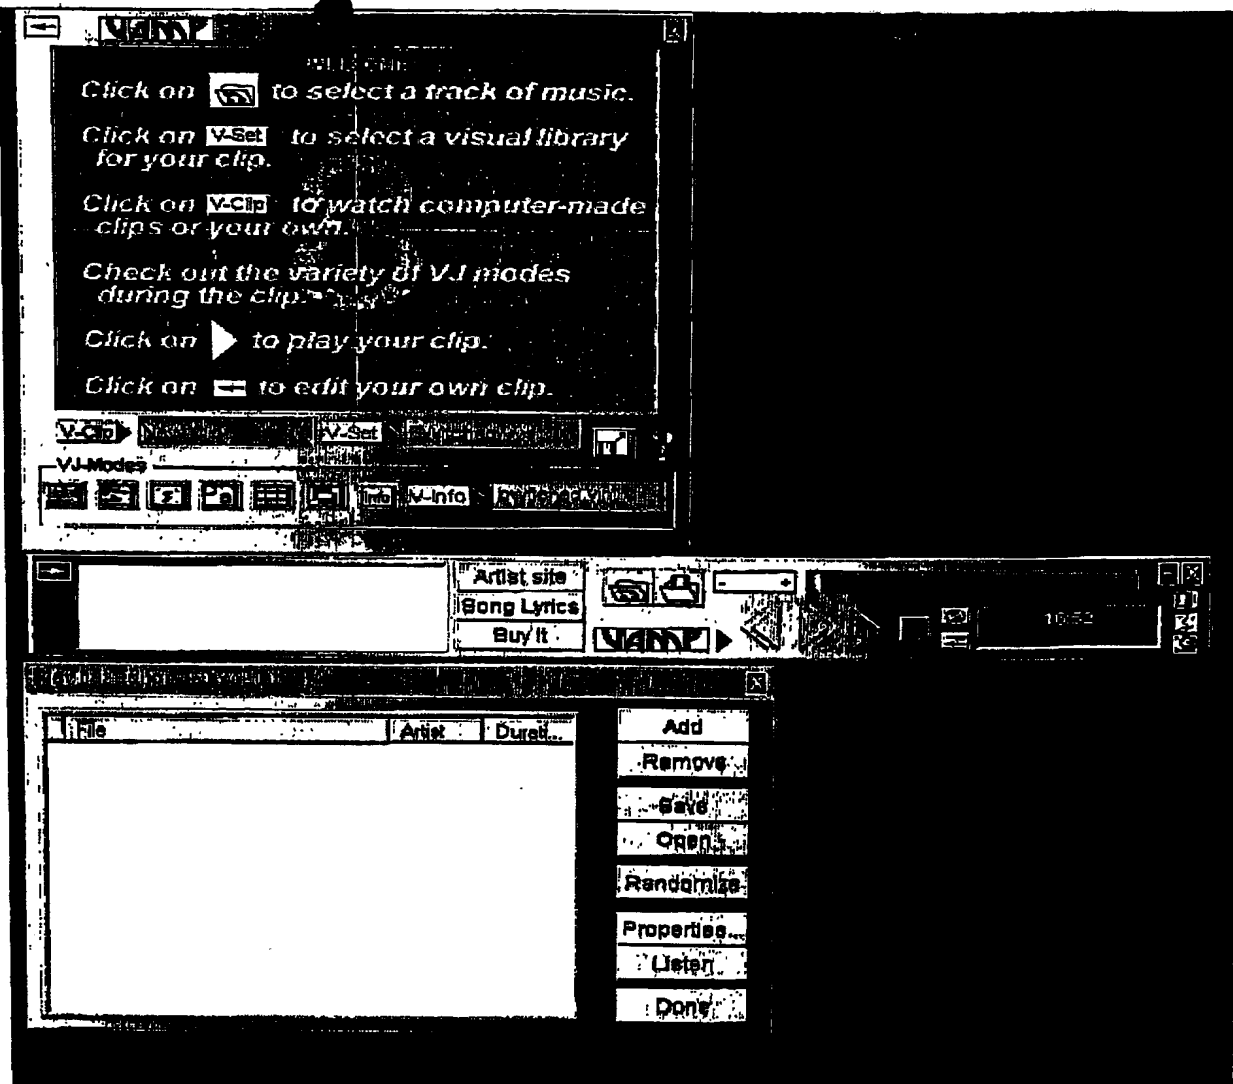 VAMP
WELCOME
Click on to select a track of music.
Click on V-Set to select a visual library
for your clip.
Click on V-Clip to watch computer-made
clips or your own.
Check out the variety of VJ modes
during the clip.
Click on to play your clip.
Click on to edit your own clip.
V-Clip V-Set
VJ-Modes
Info V-Info
Artist site
Song Lyrics
Buy It
VAMP
- +
File Artist Durati...
Add
Remove
Save
Open...
Randomize
Properties...
Listen
Done